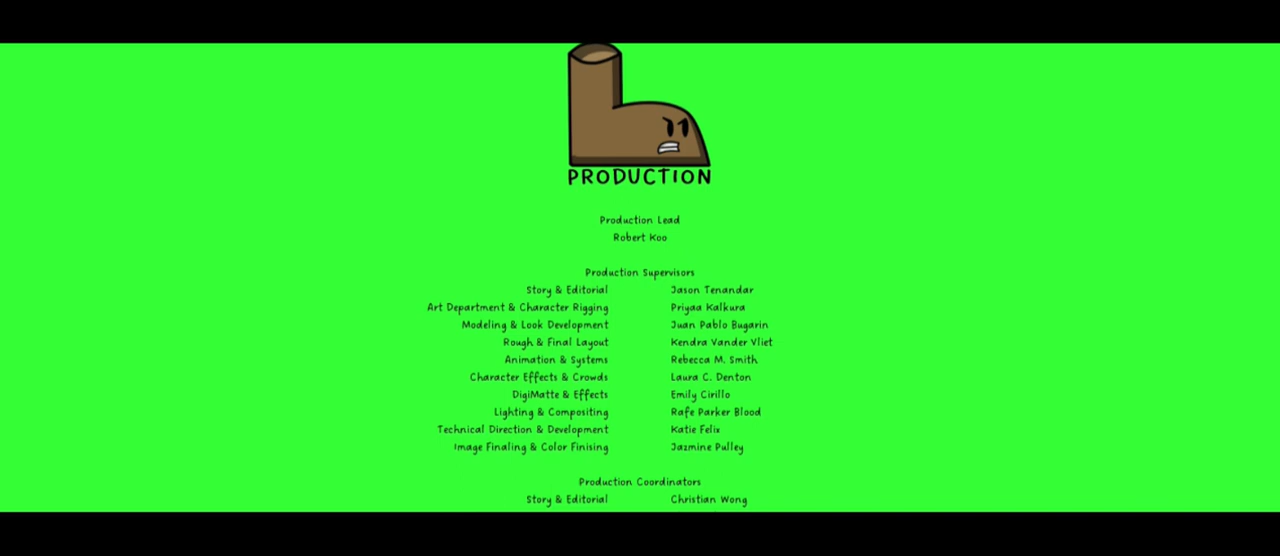 PRODUCTION
Production Lead
Robert Koo
Production Supervisors
Story & Editorial Jason Tenandar
Art Department & Character Rigging Priyaa Kalkura
Modeling & Look Development Juan Pablo Bugarin
Rough & Final Layout Kendra Vander Vliet
Animation & Systems Rebecca M. Smith
Character Effects & Crowds Laura C. Denton
DigiMatte & Effects Emily Cirillo
Lighting & Compositing Rafe Parker Blood
Technical Direction & Development Katie Felix
Image Finaling & Color Finising Jazmine Pulley
Production Coordinators
Story & Editorial Christian Wong